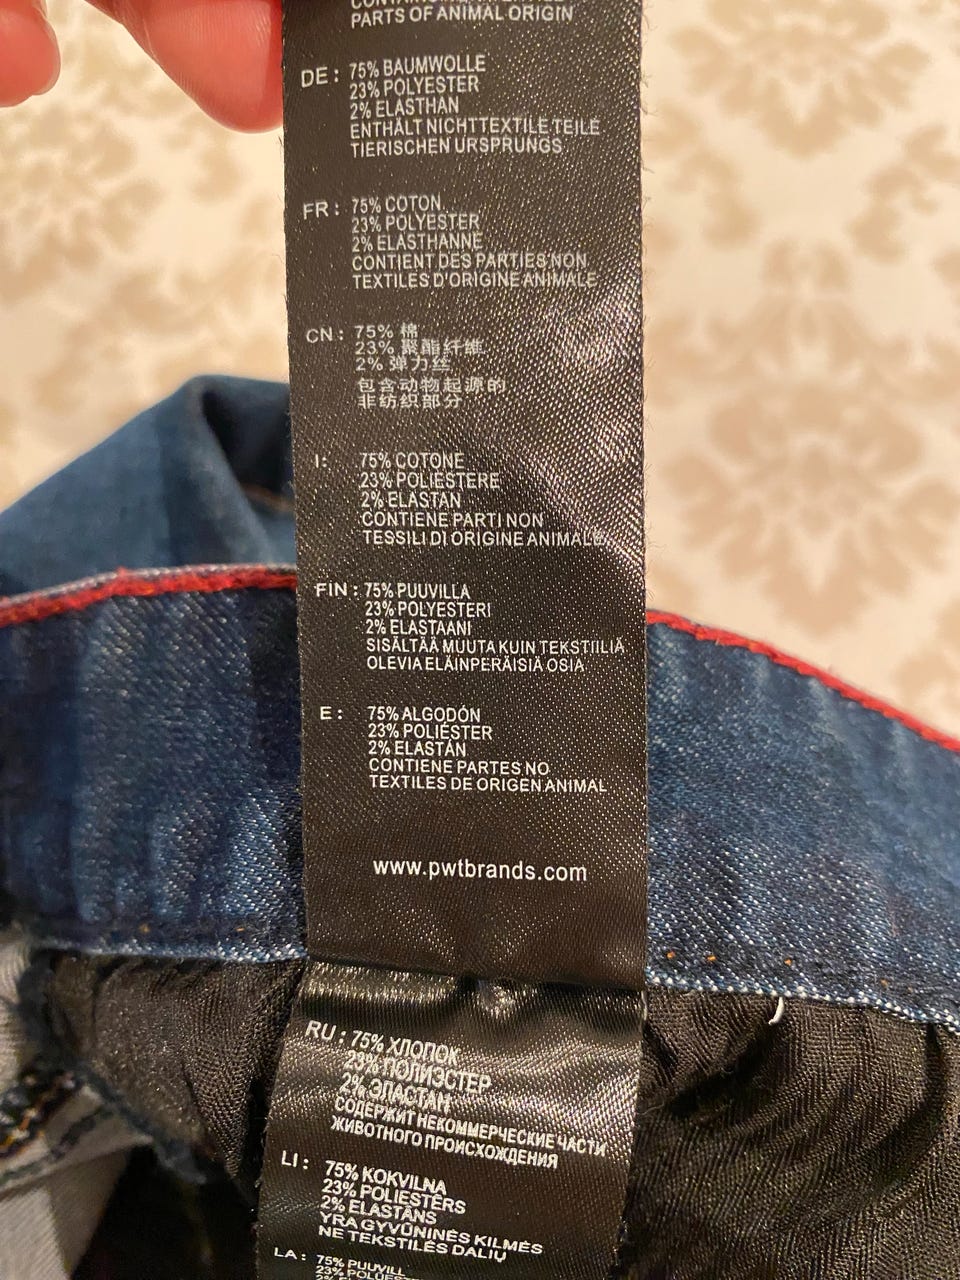 PARTS OF ANIMAL ORIGIN
DE: 75% BAUMWOLLE
23% POLYESTER
2% ELASTHAN
ENTHÄLT NICHTTEXTILE TEILE
TIERISCHEN URSPRUNGS
FR: 75% COTON
23% POLYESTER
2% ELASTHANNE
CONTIENT DES PARTIES NON
TEXTILES D'ORIGINE ANIMALE
CN: 75% 棉
23% 聚酯纤维
2% 弹力丝
包含动物起源的
非纺织部分
I: 75% COTONE
23% POLIESTERE
2% ELASTAN
CONTIENE PARTI NON
TESSILI DI ORIGINE ANIMALE
FIN: 75% PUUVILLA
23% POLYESTERI
2% ELASTAANI
SISÄLTÄÄ MUUTA KUIN TEKSTIILIÄ
OLEVIA ELÄINPERÄISIÄ OSIA
E: 75% ALGODÓN
23% POLIÉSTER
2% ELASTÁN
CONTIENE PARTES NO
TEXTILES DE ORIGEN ANIMAL
www.pwtbrands.com
RU: 75% ХЛОПОК
23% ПОЛИЭСТЕР
2% ЭЛАСТАН
СОДЕРЖИТ НЕКОММЕРЧЕСКИЕ ЧАСТИ
ЖИВОТНОГО ПРОИСХОЖДЕНИЯ
LI: 75% KOKVILNA
23% POLIESTĒRS
2% ELASTĀNS
YRA GYVŪNINĖS KILMĖS
NE TEKSTILĖS DALIŲ
LA: 75% PUUVILL
23%